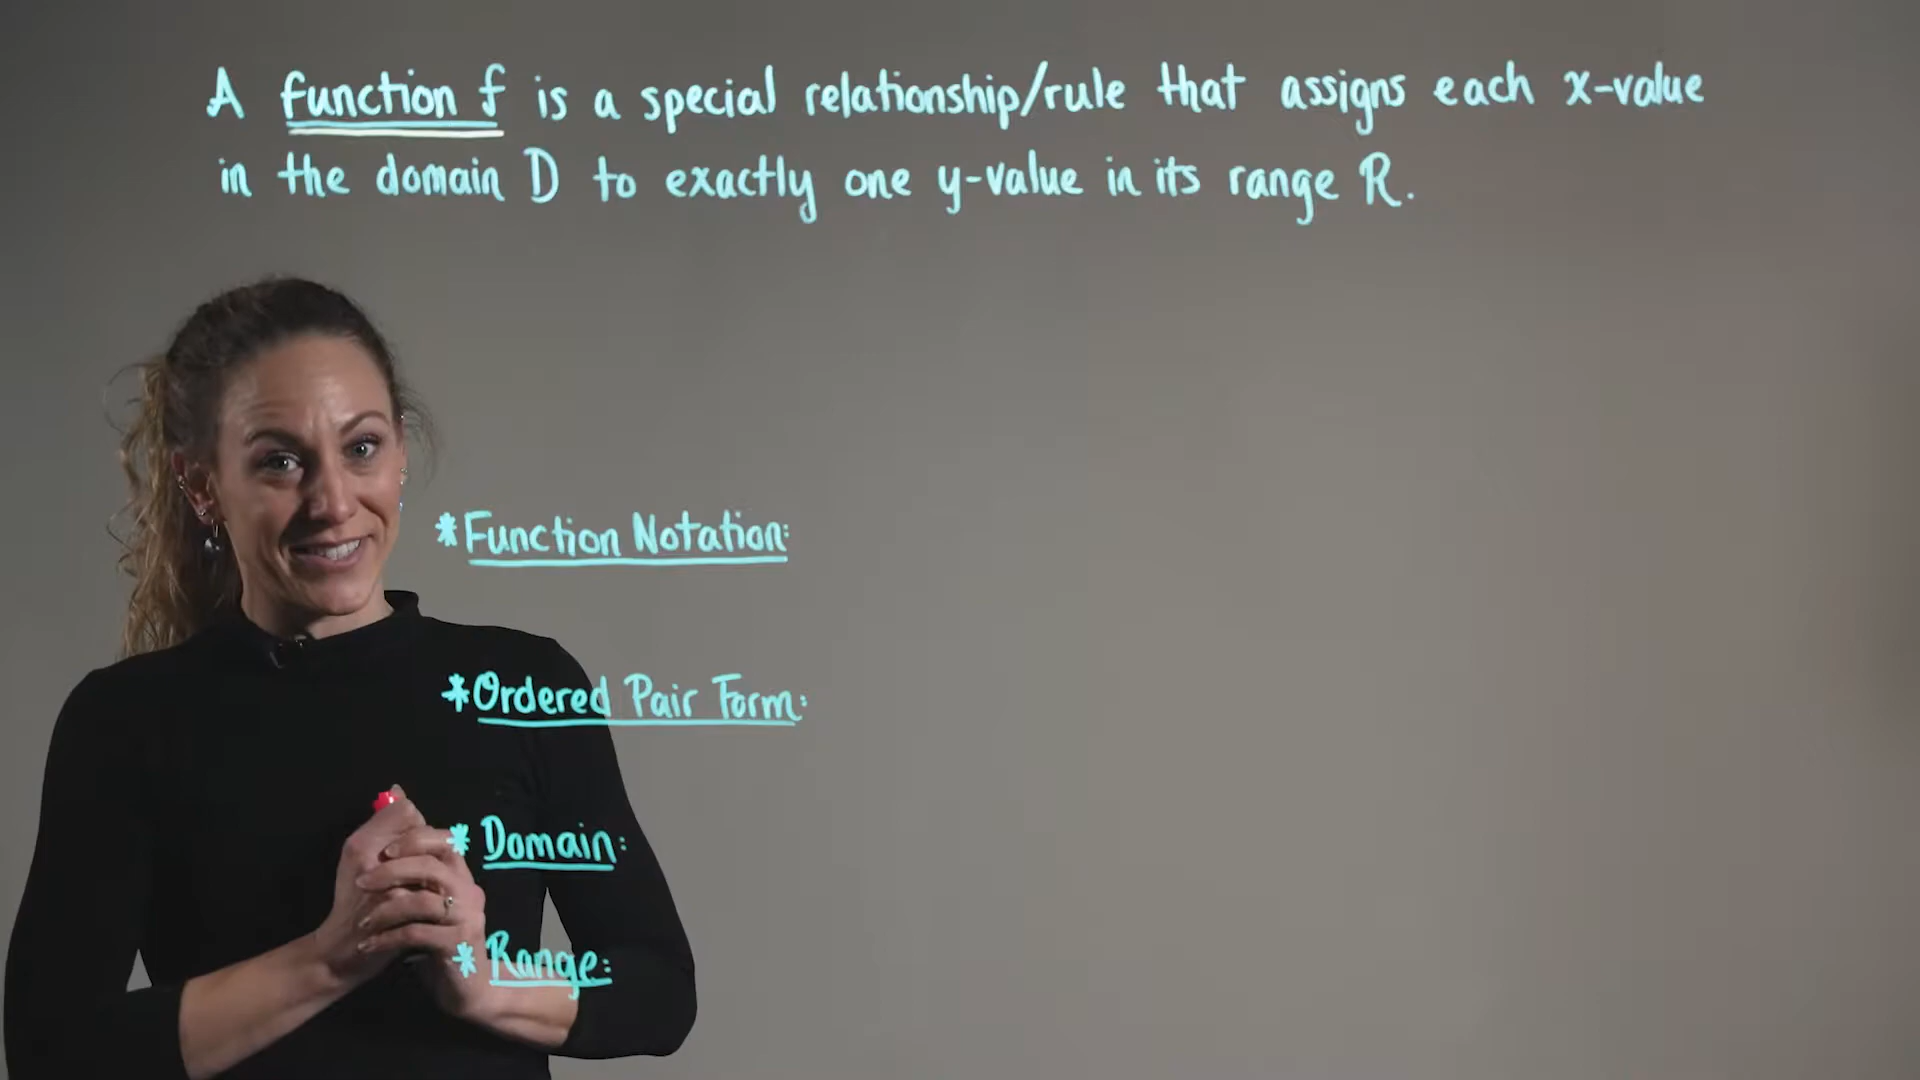 A function f is a special relationship/rule that assigns each x-value
in the domain D to exactly one y-value in its range R.
*Function Notation:
*Ordered Pair Form:
* Domain:
* Range: